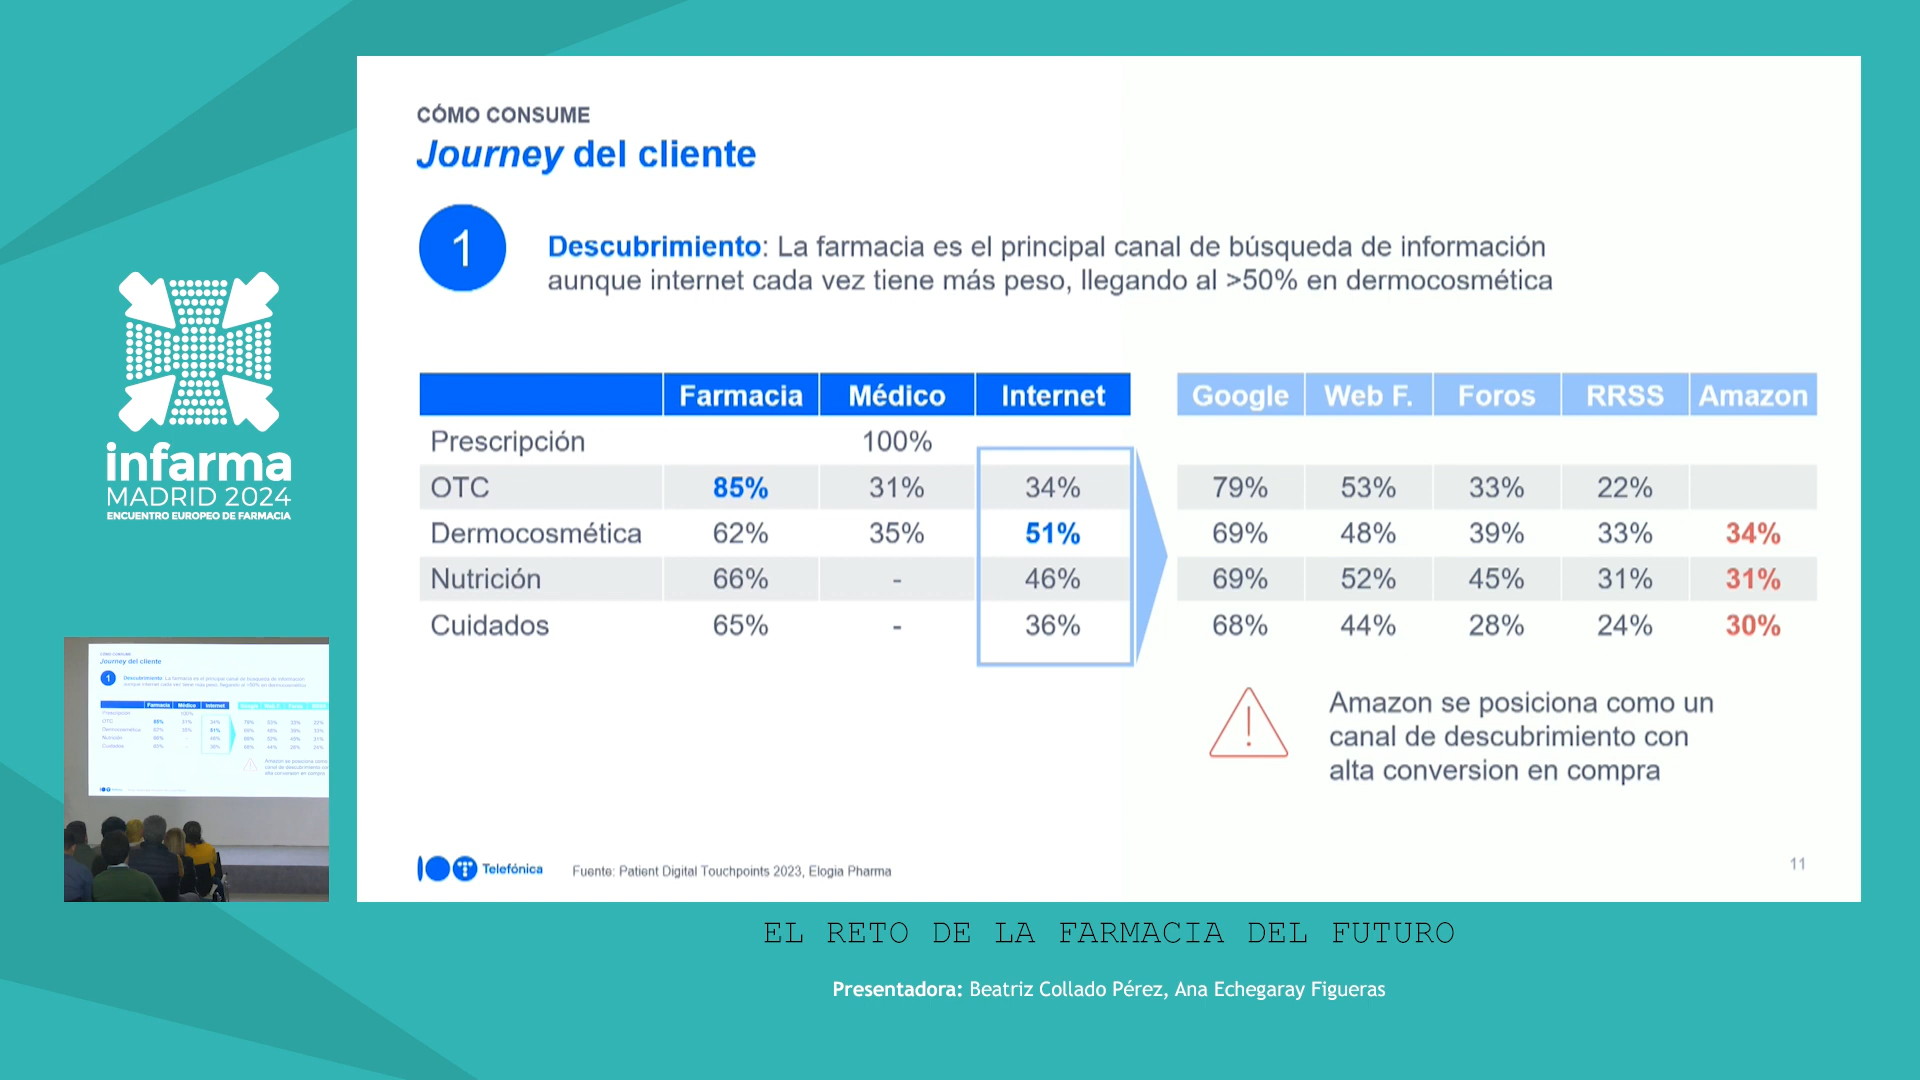 CÓMO CONSUME
Journey del cliente
1
Descubrimiento: La farmacia es el principal canal de búsqueda de información
aunque internet cada vez tiene más peso, llegando al >50% en dermocosmética
Farmacia Médico Internet Google Web F. Foros RRSS Amazon
Prescripción 100%
OTC 85% 31% 34% 79% 53% 33% 22%
Dermocosmética 62% 35% 51% 69% 48% 39% 33% 34%
Nutrición 66% - 46% 69% 52% 45% 31% 31%
Cuidados 65% - 36% 68% 44% 28% 24% 30%
Amazon se posiciona como un
canal de descubrimiento con
alta conversion en compra
Telefónica
Fuente: Patient Digital Touchpoints 2023, Elogia Pharma
11
infarma
MADRID 2024
ENCUENTRO EUROPEO DE FARMACIA
EL RETO DE LA FARMACIA DEL FUTURO
Presentadora: Beatriz Collado Pérez, Ana Echegaray Figueras